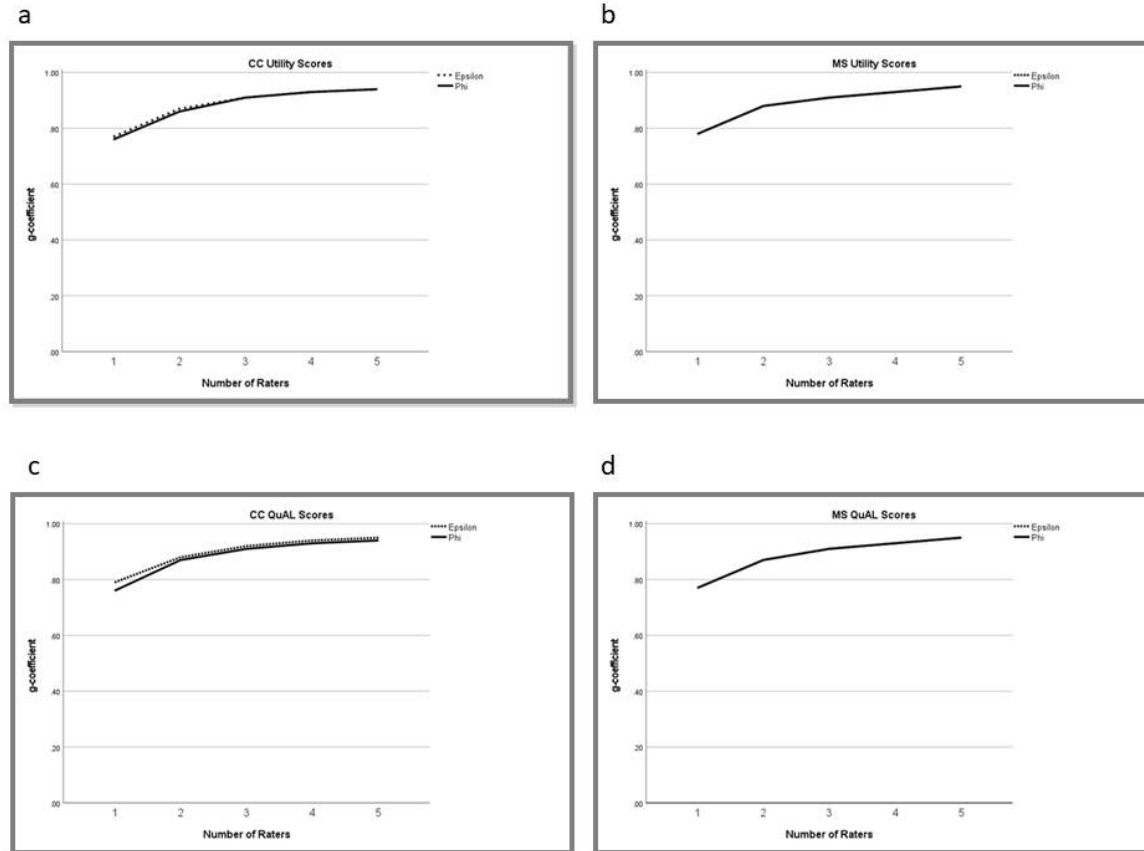 a
CC Utility Scores
Epsilon
Phi
1.00
.80
.60
.40
.20
.00
g-coefficient
1 2 3 4 5
Number of Raters
b
MS Utility Scores
Epsilon
Phi
1.00
.80
.60
.40
.20
.00
g-coefficient
1 2 3 4 5
Number of Raters
c
CC QuAL Scores
Epsilon
Phi
1.00
.80
.60
.40
.20
.00
g-coefficient
1 2 3 4 5
Number of Raters
d
MS QuAL Scores
Epsilon
Phi
1.00
.80
.60
.40
.20
.00
g-coefficient
1 2 3 4 5
Number of Raters